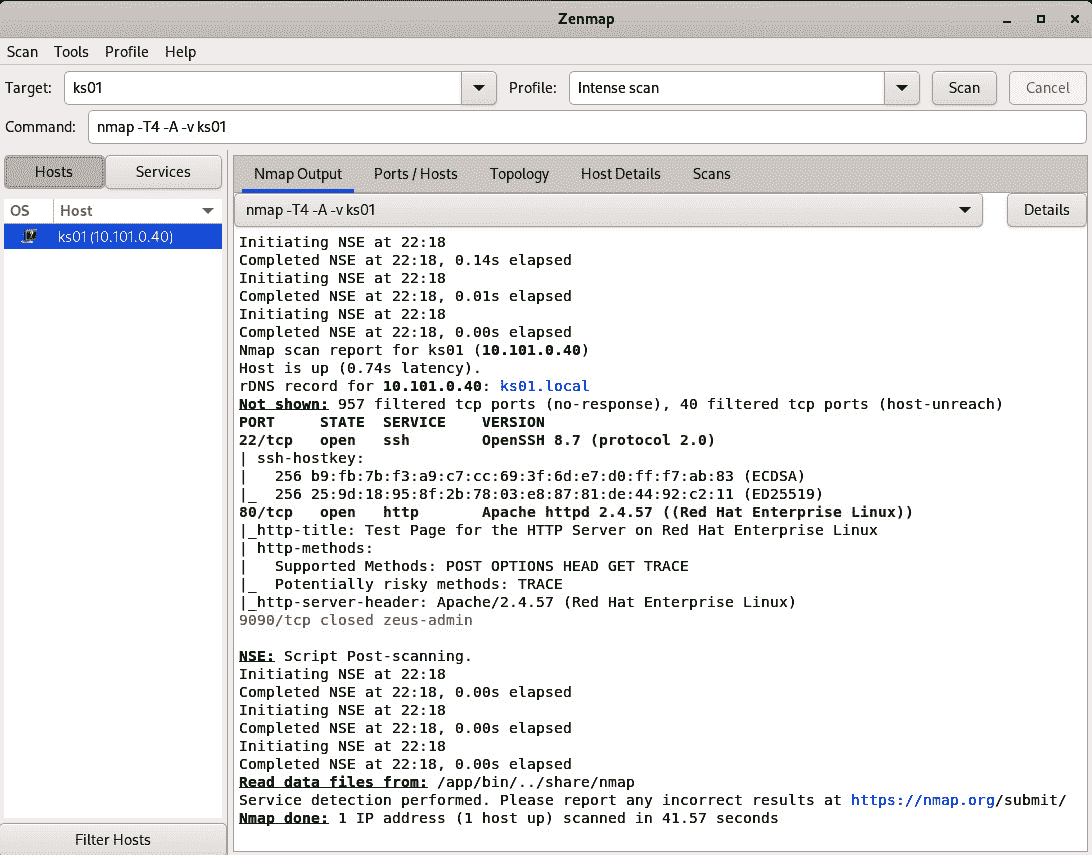 Zenmap
Scan Tools Profile Help
Target: ks01 Profile: Intense scan Scan Cancel
Command: nmap -T4 -A -v ks01
Hosts Services
OS Host
ks01 (10.101.0.40)
Filter Hosts
Nmap Output Ports / Hosts Topology Host Details Scans
nmap -T4 -A -v ks01 Details
Initiating NSE at 22:18
Completed NSE at 22:18, 0.14s elapsed
Initiating NSE at 22:18
Completed NSE at 22:18, 0.01s elapsed
Initiating NSE at 22:18
Completed NSE at 22:18, 0.00s elapsed
Nmap scan report for ks01 (10.101.0.40)
Host is up (0.74s latency).
rDNS record for 10.101.0.40: ks01.local
Not shown: 957 filtered tcp ports (no-response), 40 filtered tcp ports (host-unreach)
PORT     STATE  SERVICE    VERSION
22/tcp   open   ssh        OpenSSH 8.7 (protocol 2.0)
| ssh-hostkey:
|   256 b9:fb:7b:f3:a9:c7:cc:69:3f:6d:e7:d0:ff:f7:ab:83 (ECDSA)
|_  256 25:9d:18:95:8f:2b:78:03:e8:87:81:de:44:92:c2:11 (ED25519)
80/tcp   open   http       Apache httpd 2.4.57 ((Red Hat Enterprise Linux))
|_http-title: Test Page for the HTTP Server on Red Hat Enterprise Linux
| http-methods:
|   Supported Methods: POST OPTIONS HEAD GET TRACE
|_  Potentially risky methods: TRACE
|_http-server-header: Apache/2.4.57 (Red Hat Enterprise Linux)
9090/tcp closed zeus-admin
NSE: Script Post-scanning.
Initiating NSE at 22:18
Completed NSE at 22:18, 0.00s elapsed
Initiating NSE at 22:18
Completed NSE at 22:18, 0.00s elapsed
Initiating NSE at 22:18
Completed NSE at 22:18, 0.00s elapsed
Read data files from: /app/bin/../share/nmap
Service detection performed. Please report any incorrect results at https://nmap.org/submit/
Nmap done: 1 IP address (1 host up) scanned in 41.57 seconds